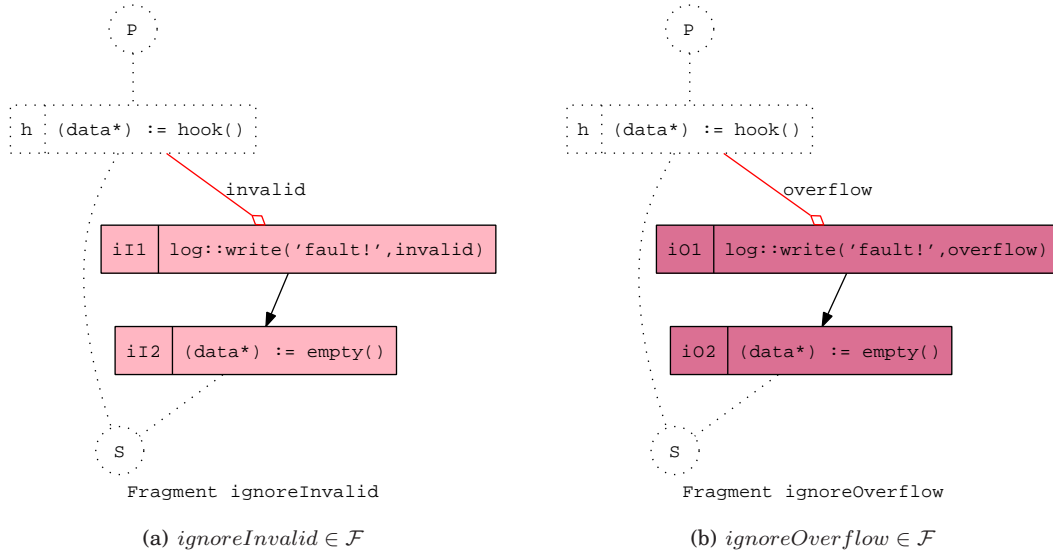 P
h (data*) := hook()
invalid
iI1 log::write(’fault!’,invalid)
iI2 (data*) := empty()
S
Fragment ignoreInvalid
(a) ignoreInvalid ∈ F
P
h (data*) := hook()
overflow
iO1 log::write(’fault!’,overflow)
iO2 (data*) := empty()
S
Fragment ignoreOverflow
(b) ignoreOverflow ∈ F